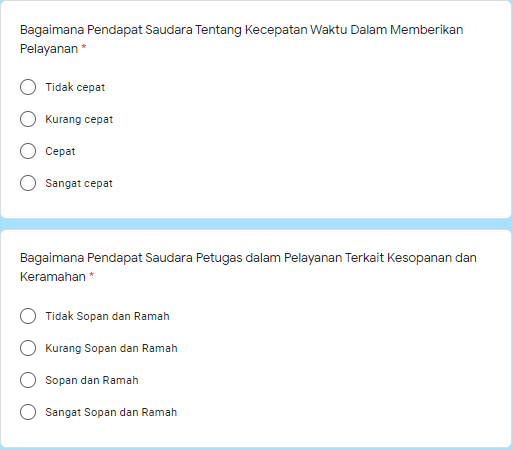 Bagaimana Pendapat Saudara Tentang Kecepatan Waktu Dalam Memberikan
Pelayanan *
Tidak cepat
Kurang cepat
Cepat
Sangat cepat
Bagaimana Pendapat Saudara Petugas dalam Pelayanan Terkait Kesopanan dan
Keramahan *
Tidak Sopan dan Ramah
Kurang Sopan dan Ramah
Sopan dan Ramah
Sangat Sopan dan Ramah